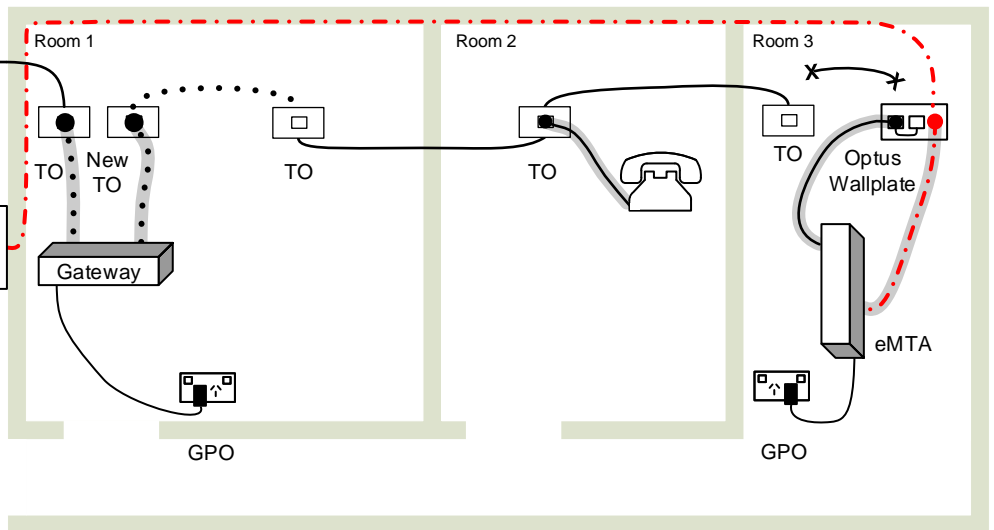 Room 1
Room 2
Room 3
TO
New
TO
TO
TO
TO
Optus
Wallplate
Gateway
eMTA
GPO
GPO